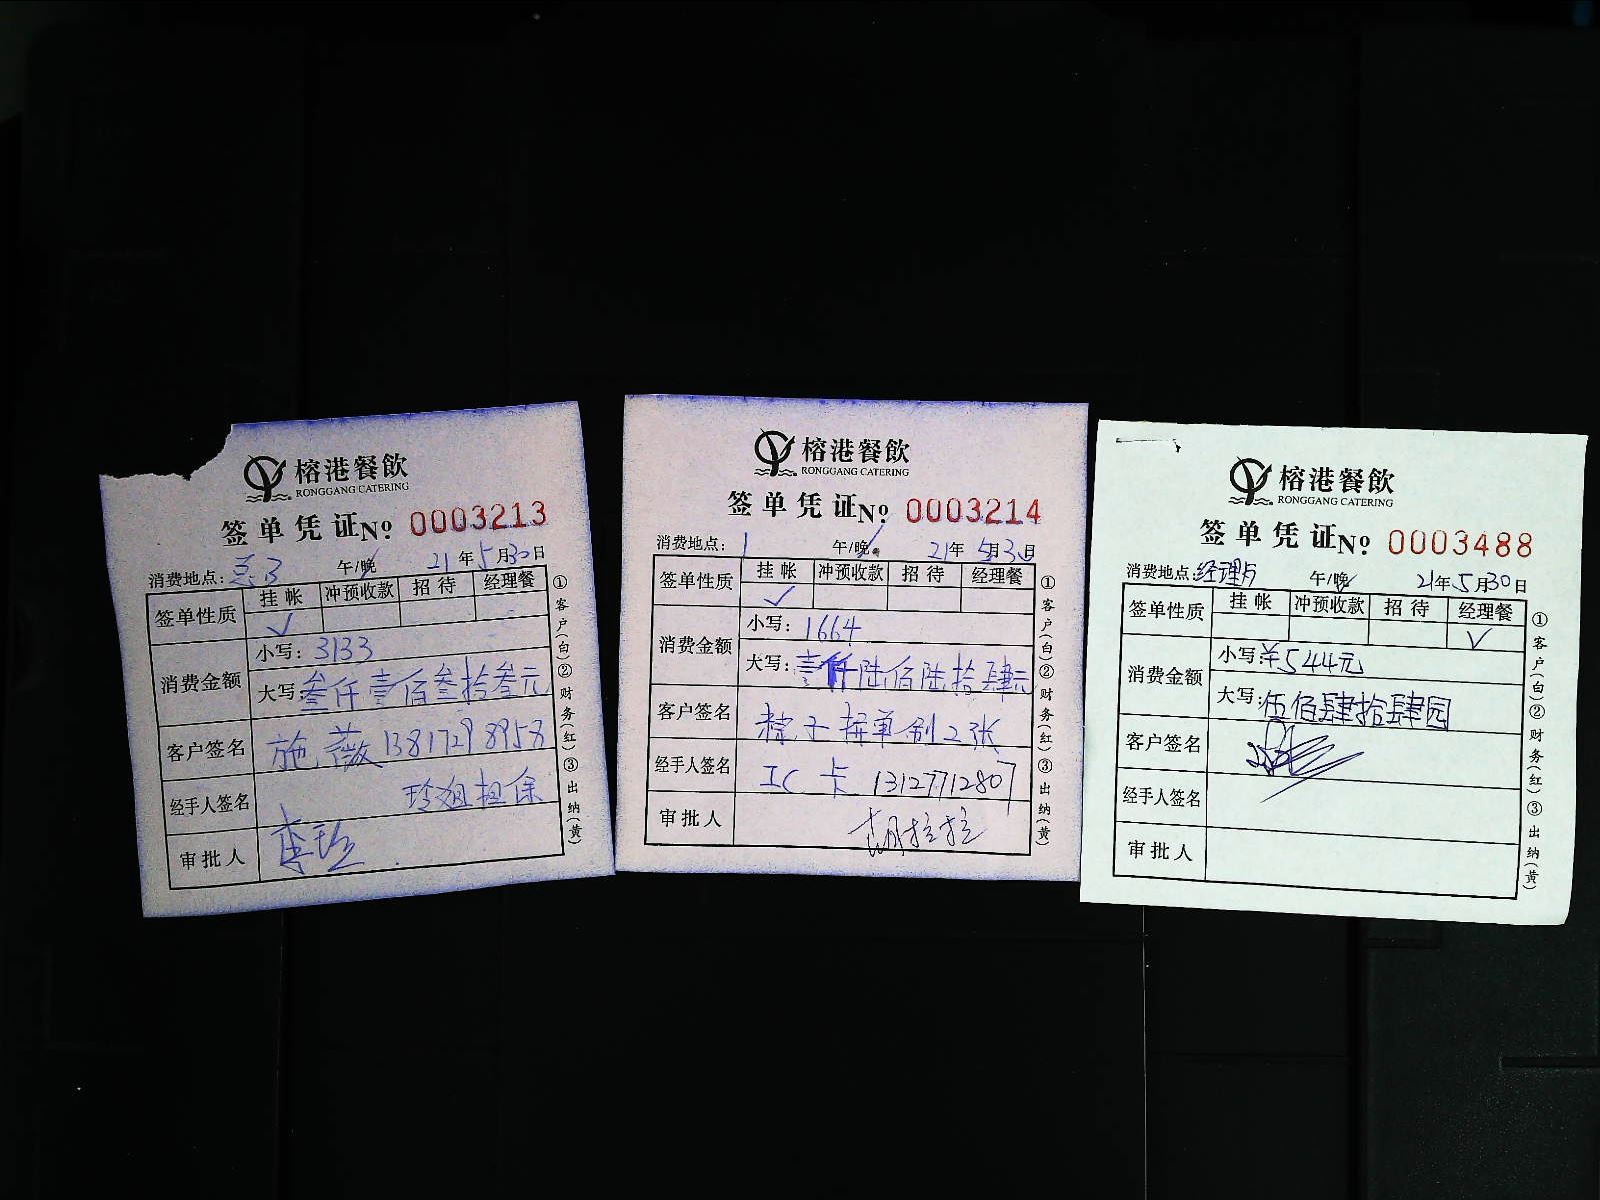 榕港餐飲
RONGGANG CATERING
签单凭证№ 0003213
消费地点: 午/晚 21年5月30日
签单性质 挂帐 冲预收款 招待 经理餐
✓
消费金额 小写: 3133
大写: 叁仟壹佰叁拾叁元
客户签名 施薇 13817298958
经手人签名 玲姐担保
审批人
①客户(白)②财务(红)③出纳(黄)
榕港餐飲
RONGGANG CATERING
签单凭证№ 0003214
消费地点: 1 午/晚 21年5月30日
签单性质 挂帐 冲预收款 招待 经理餐
✓
消费金额 小写: 1664
大写: 壹仟陆佰陆拾肆元
客户签名 粽子 单 2张
经手人签名 IC卡 13127712807
审批人 胡拉拉
①客户(白)②财务(红)③出纳(黄)
榕港餐飲
RONGGANG CATERING
签单凭证№ 0003488
消费地点: 经理房 午/晚 21年5月30日
签单性质 挂帐 冲预收款 招待 经理餐
✓
消费金额 小写: ¥544元
大写: 伍佰肆拾肆园
客户签名
经手人签名
审批人
①客户(白)②财务(红)③出纳(黄)